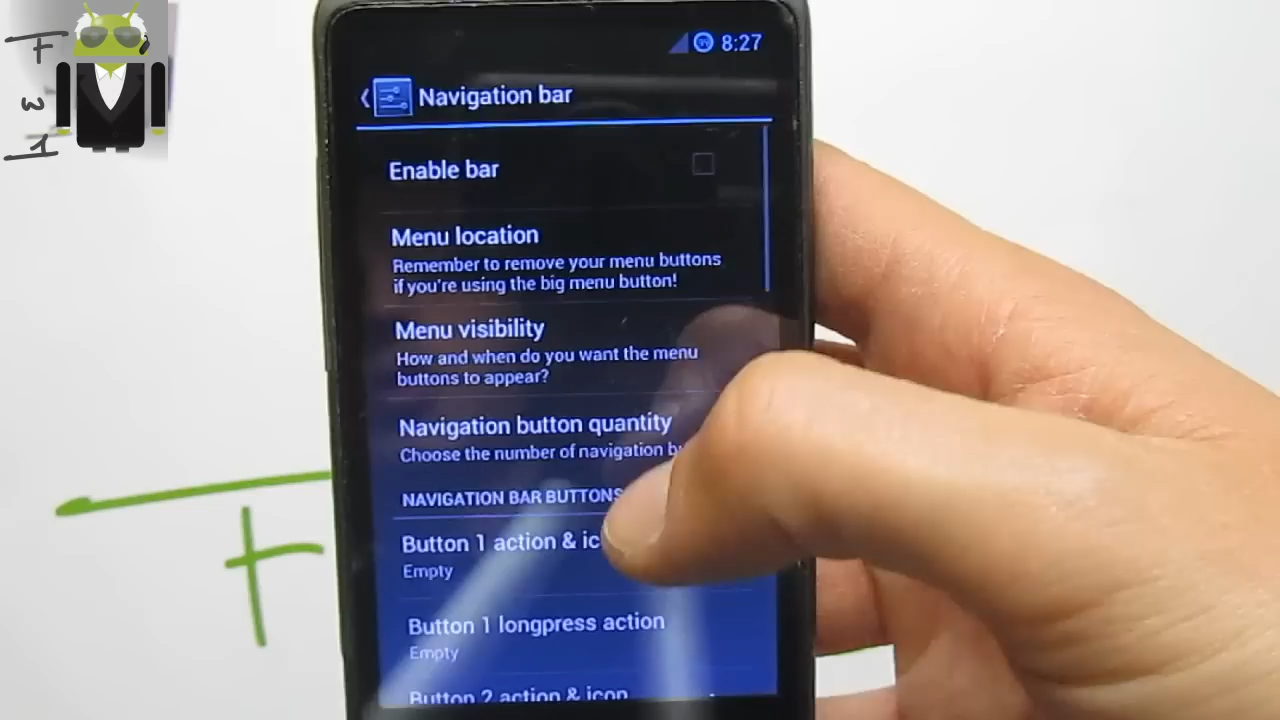 8:27
Navigation bar
Enable bar
Menu location
Remember to remove your menu buttons
if you're using the big menu button!
Menu visibility
How and when do you want the menu
buttons to appear?
Navigation button quantity
Choose the number of navigation
NAVIGATION BAR BUTTONS
Button 1 action &
Empty
Button 1 longpress action
Empty
Button 2 action & icon
F